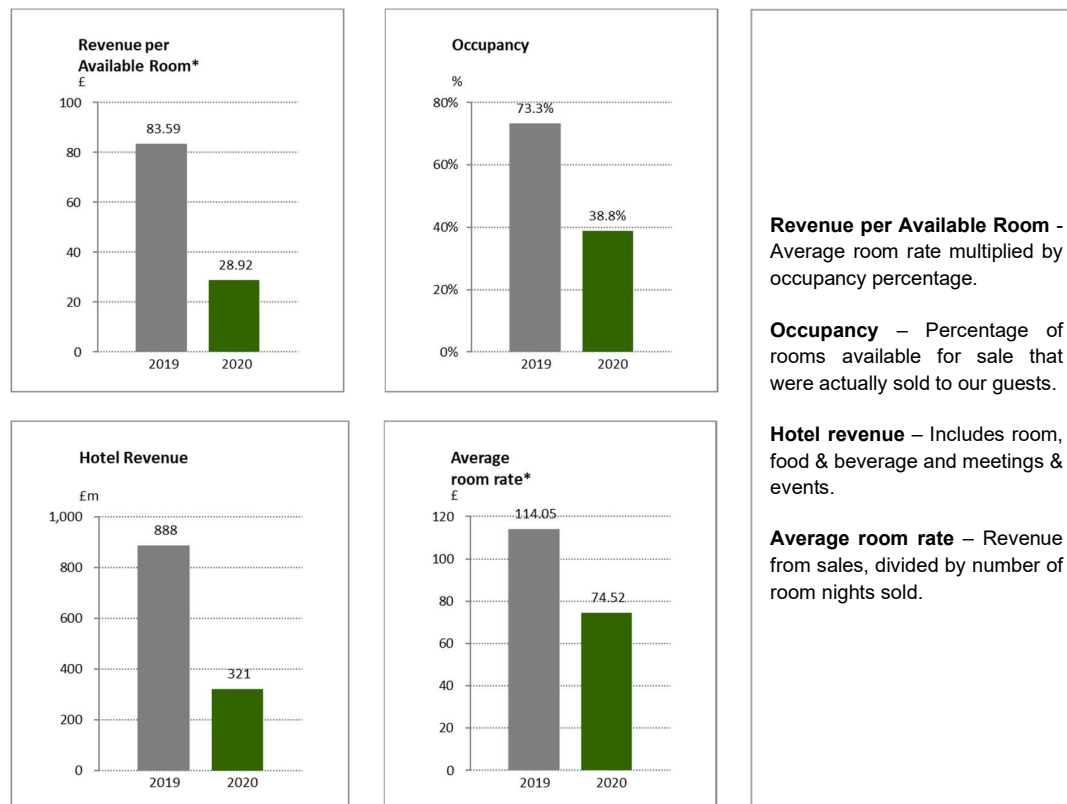 Revenue per
Available Room*
£
100
80
60
40
20
0
83.59
28.92
2019 2020
Occupancy
%
80%
60%
40%
20%
0%
73.3%
38.8%
2019 2020
Hotel Revenue
£m
1,000
800
600
400
200
0
888
321
2019 2020
Average
room rate*
£
120
100
80
60
40
20
0
114.05
74.52
2019 2020
Revenue per Available Room -
Average room rate multiplied by
occupancy percentage.
Occupancy – Percentage of
rooms available for sale that
were actually sold to our guests.
Hotel revenue – Includes room,
food & beverage and meetings &
events.
Average room rate – Revenue
from sales, divided by number of
room nights sold.